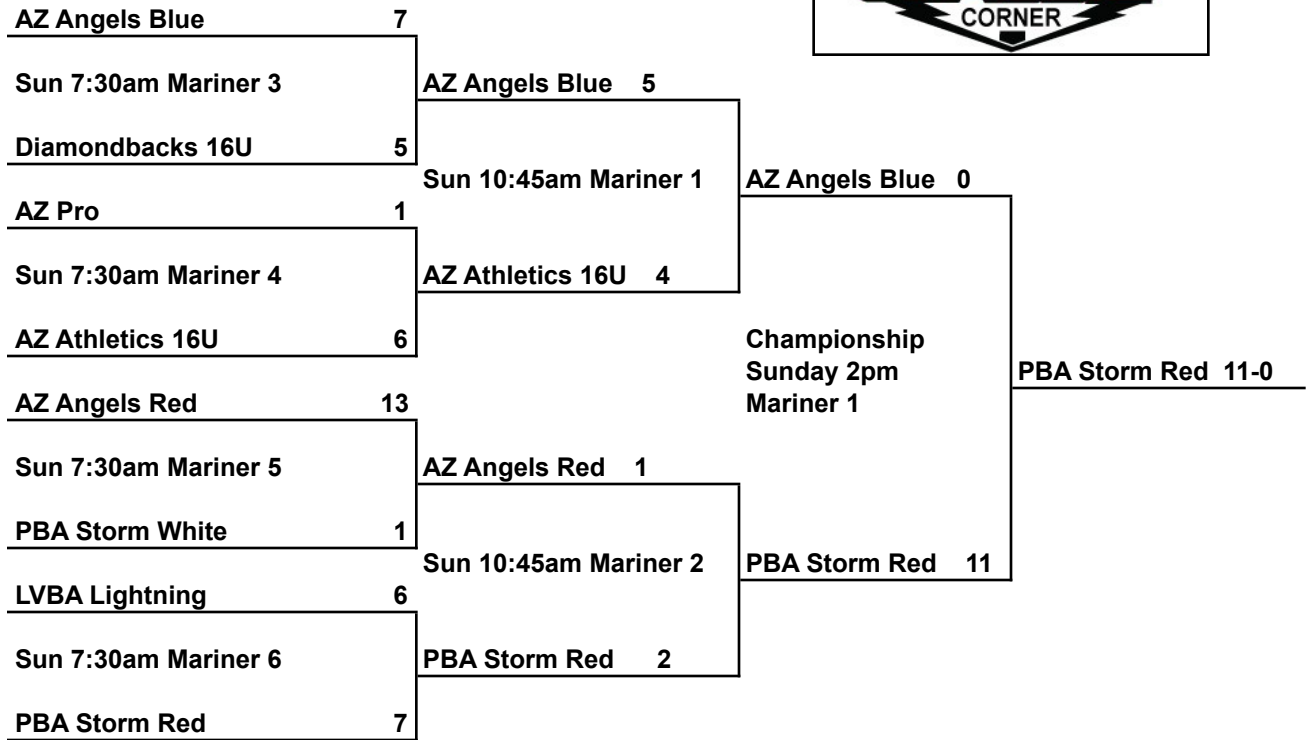 CORNER
AZ Angels Blue 7
Sun 7:30am Mariner 3
AZ Angels Blue 5
Diamondbacks 16U 5
Sun 10:45am Mariner 1
AZ Angels Blue 0
AZ Pro 1
Sun 7:30am Mariner 4
AZ Athletics 16U 4
AZ Athletics 16U 6
Championship
Sunday 2pm
Mariner 1
PBA Storm Red 11-0
AZ Angels Red 13
Sun 7:30am Mariner 5
AZ Angels Red 1
PBA Storm White 1
Sun 10:45am Mariner 2
PBA Storm Red 11
LVBA Lightning 6
Sun 7:30am Mariner 6
PBA Storm Red 2
PBA Storm Red 7